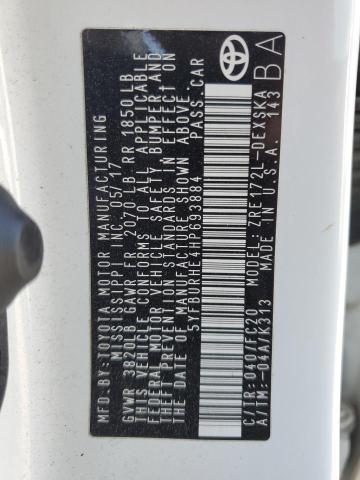 MFD.BY:TOYOTA MOTOR MANUFACTURING
MISSISSIPPI INC. 05/17
GVWR 3820LB GAWR FR 2070LB RR 1850LB
THIS VEHICLE CONFORMS TO ALL APPLICABLE
FEDERAL MOTOR VEHICLE SAFETY BUMPER AND
THEFT PREVENTION STANDARDS IN EFFECT ON
THE DATE OF MANUFACTURE SHOWN ABOVE.
5YFBURHE4HP693884 PASS.CAR
C/TR:040/FC20 MODEL:ZRE172L-DEXSKA
A/TM:-04A/K313 MADE IN U.S.A. 143
TOYOTA
BA